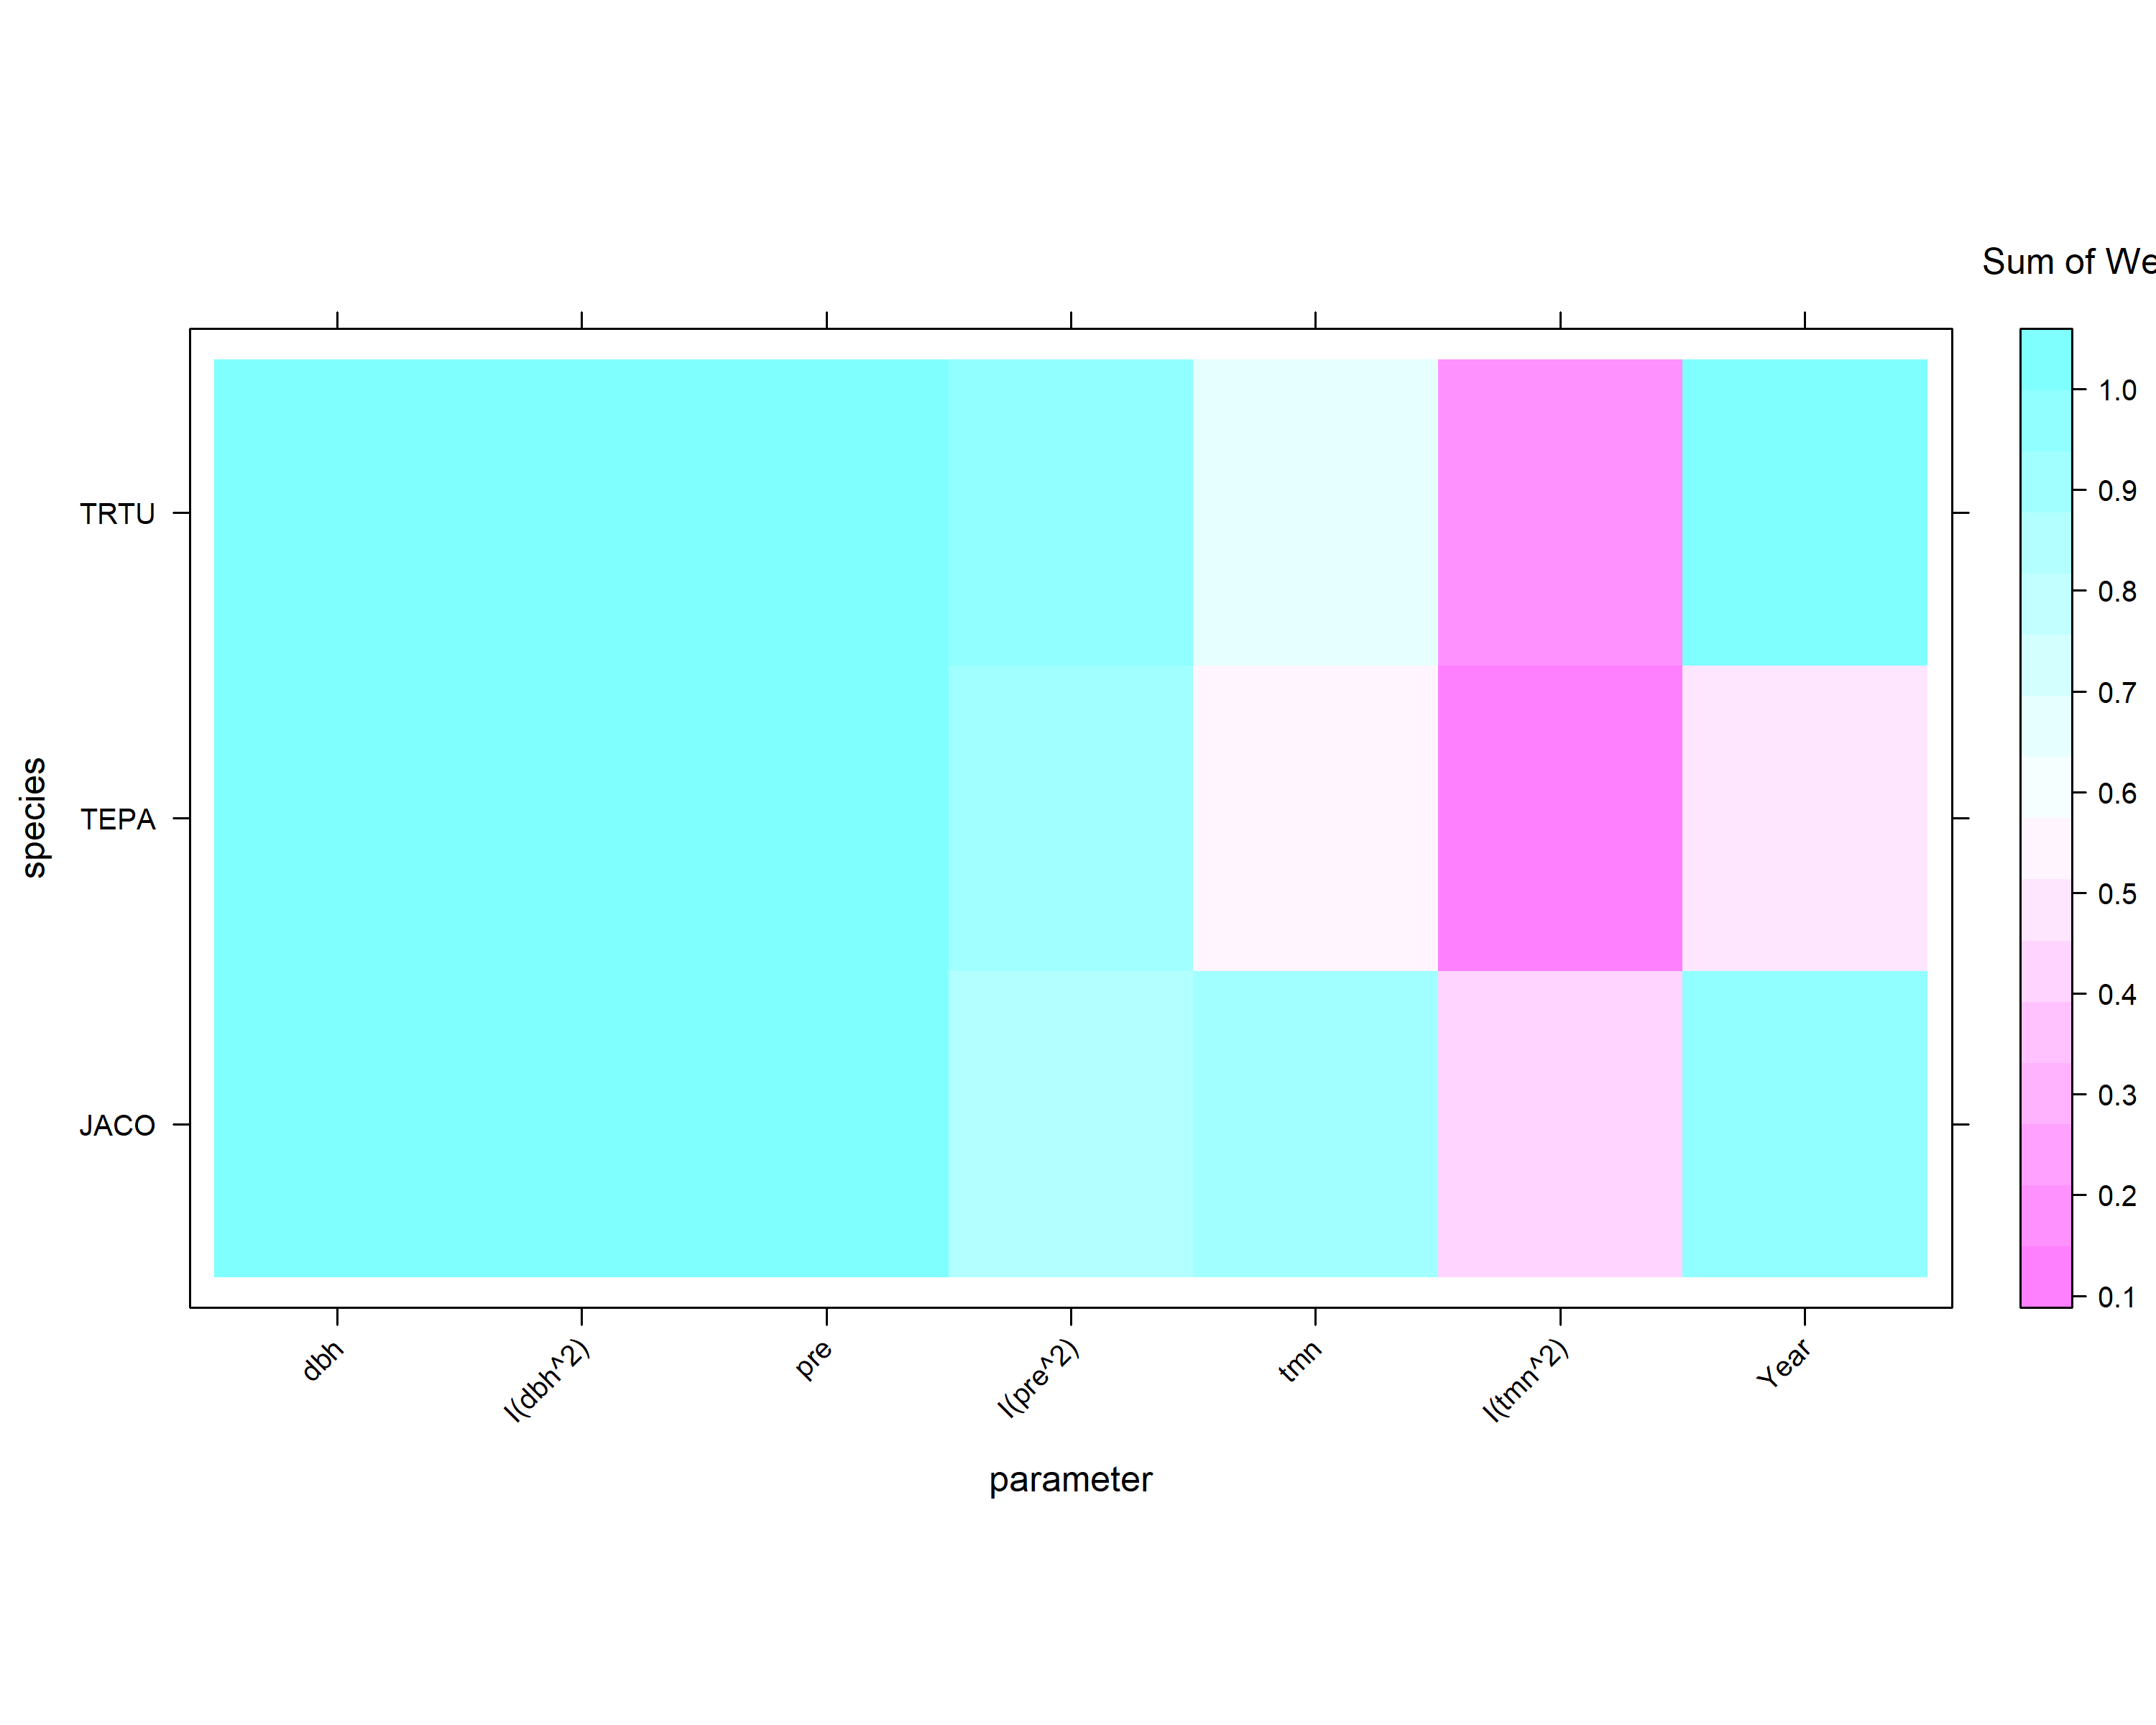 Sum of We
1.0
0.9
0.8
0.7
0.6
0.5
0.4
0.3
0.2
0.1
TRTU
TEPA
JACO
species
dbh
I(dbh^2)
pre
I(pre^2)
tmn
I(tmn^2)
Year
parameter